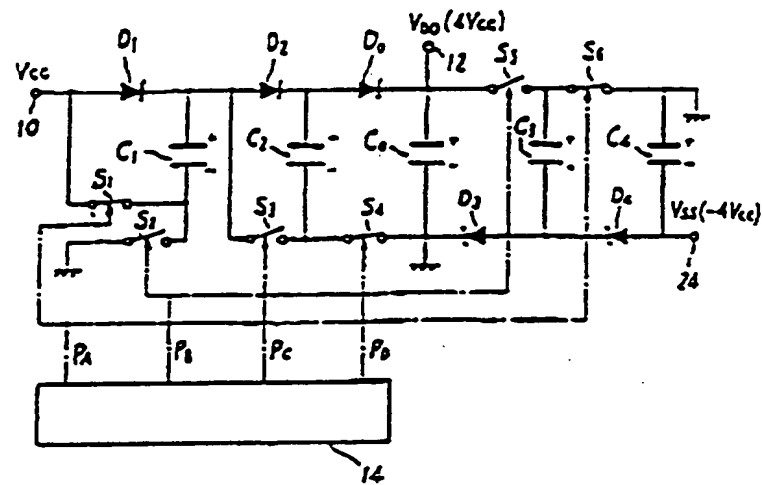 D1
D2
D0
VDO(4VCC)
12
S5
S6
VCC
10
C1
+
-
C2
-
-
C0
+
-
C3
+
-
C4
+
-
S1
S2
S3
S4
D3
D4
VSS(-4VCC)
24
PA
PB
PC
PD
14